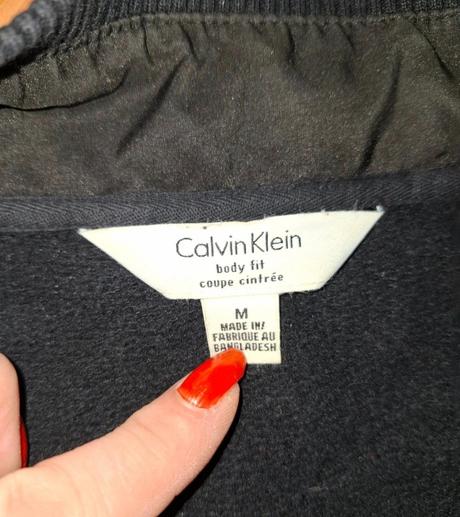 Calvin Klein
body fit
coupe cintrée
M
MADE IN/
FABRIQUE AU
BANGLADESH